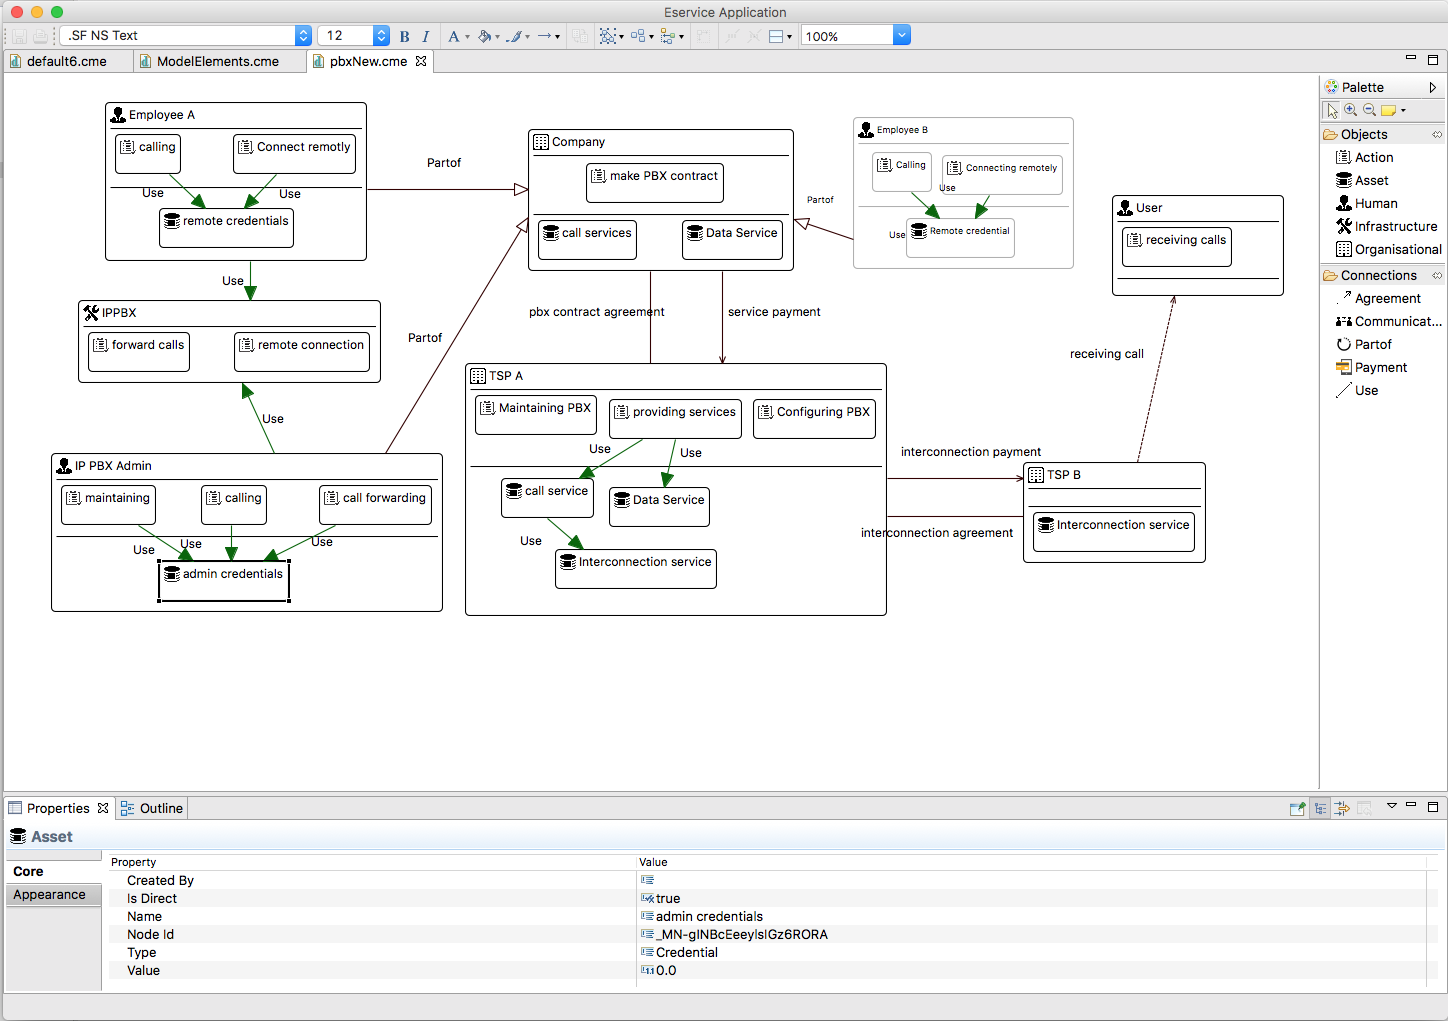 Eservice Application
.SF NS Text 12 B I A 100%
default6.cme ModelElements.cme pbxNew.cme
Palette
Objects
Action
Asset
Human
Infrastructure
Organisational
Connections
Agreement
Communicat...
Partof
Payment
Use
Employee A
calling Connect remotly
Use Use
remote credentials
Use
IPPBX
forward calls remote connection
Use
IP PBX Admin
maintaining calling call forwarding
Use Use Use
admin credentials
Partof
Partof
Company
make PBX contract
call services Data Service
pbx contract agreement service payment
Partof
Employee B
Calling Connecting remotely
Use
Use Remote credential
TSP A
Maintaining PBX providing services Configuring PBX
Use Use
call service Data Service
Use
Interconnection service
interconnection payment
interconnection agreement
TSP B
Interconnection service
receiving call
User
receiving calls
Properties Outline
Asset
Core
Appearance
Property Value
Created By
Is Direct true
Name admin credentials
Node Id _MN-gINBcEeeyIsIGz6RORA
Type Credential
Value 0.0